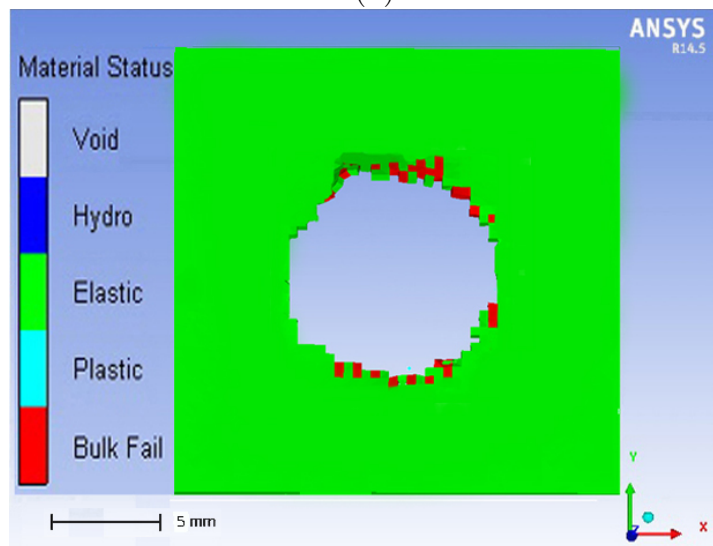 ANSYS
R14.5
Material Status
Void
Hydro
Elastic
Plastic
Bulk Fail
5 mm
Y
Z
X